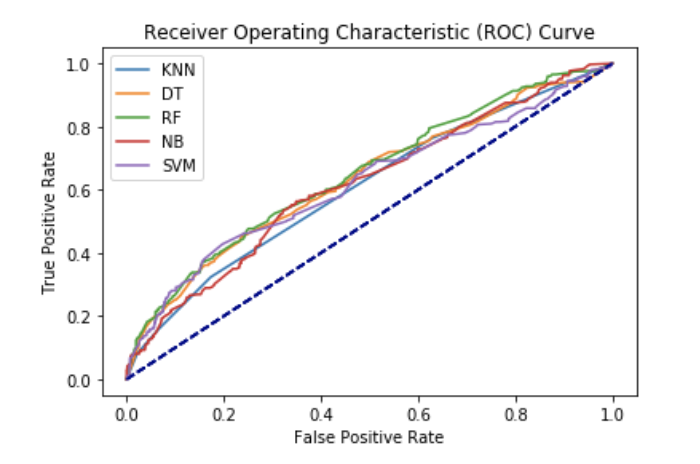 Receiver Operating Characteristic (ROC) Curve
KNN
DT
RF
NB
SVM
True Positive Rate
1.0
0.8
0.6
0.4
0.2
0.0
0.0 0.2 0.4 0.6 0.8 1.0
False Positive Rate